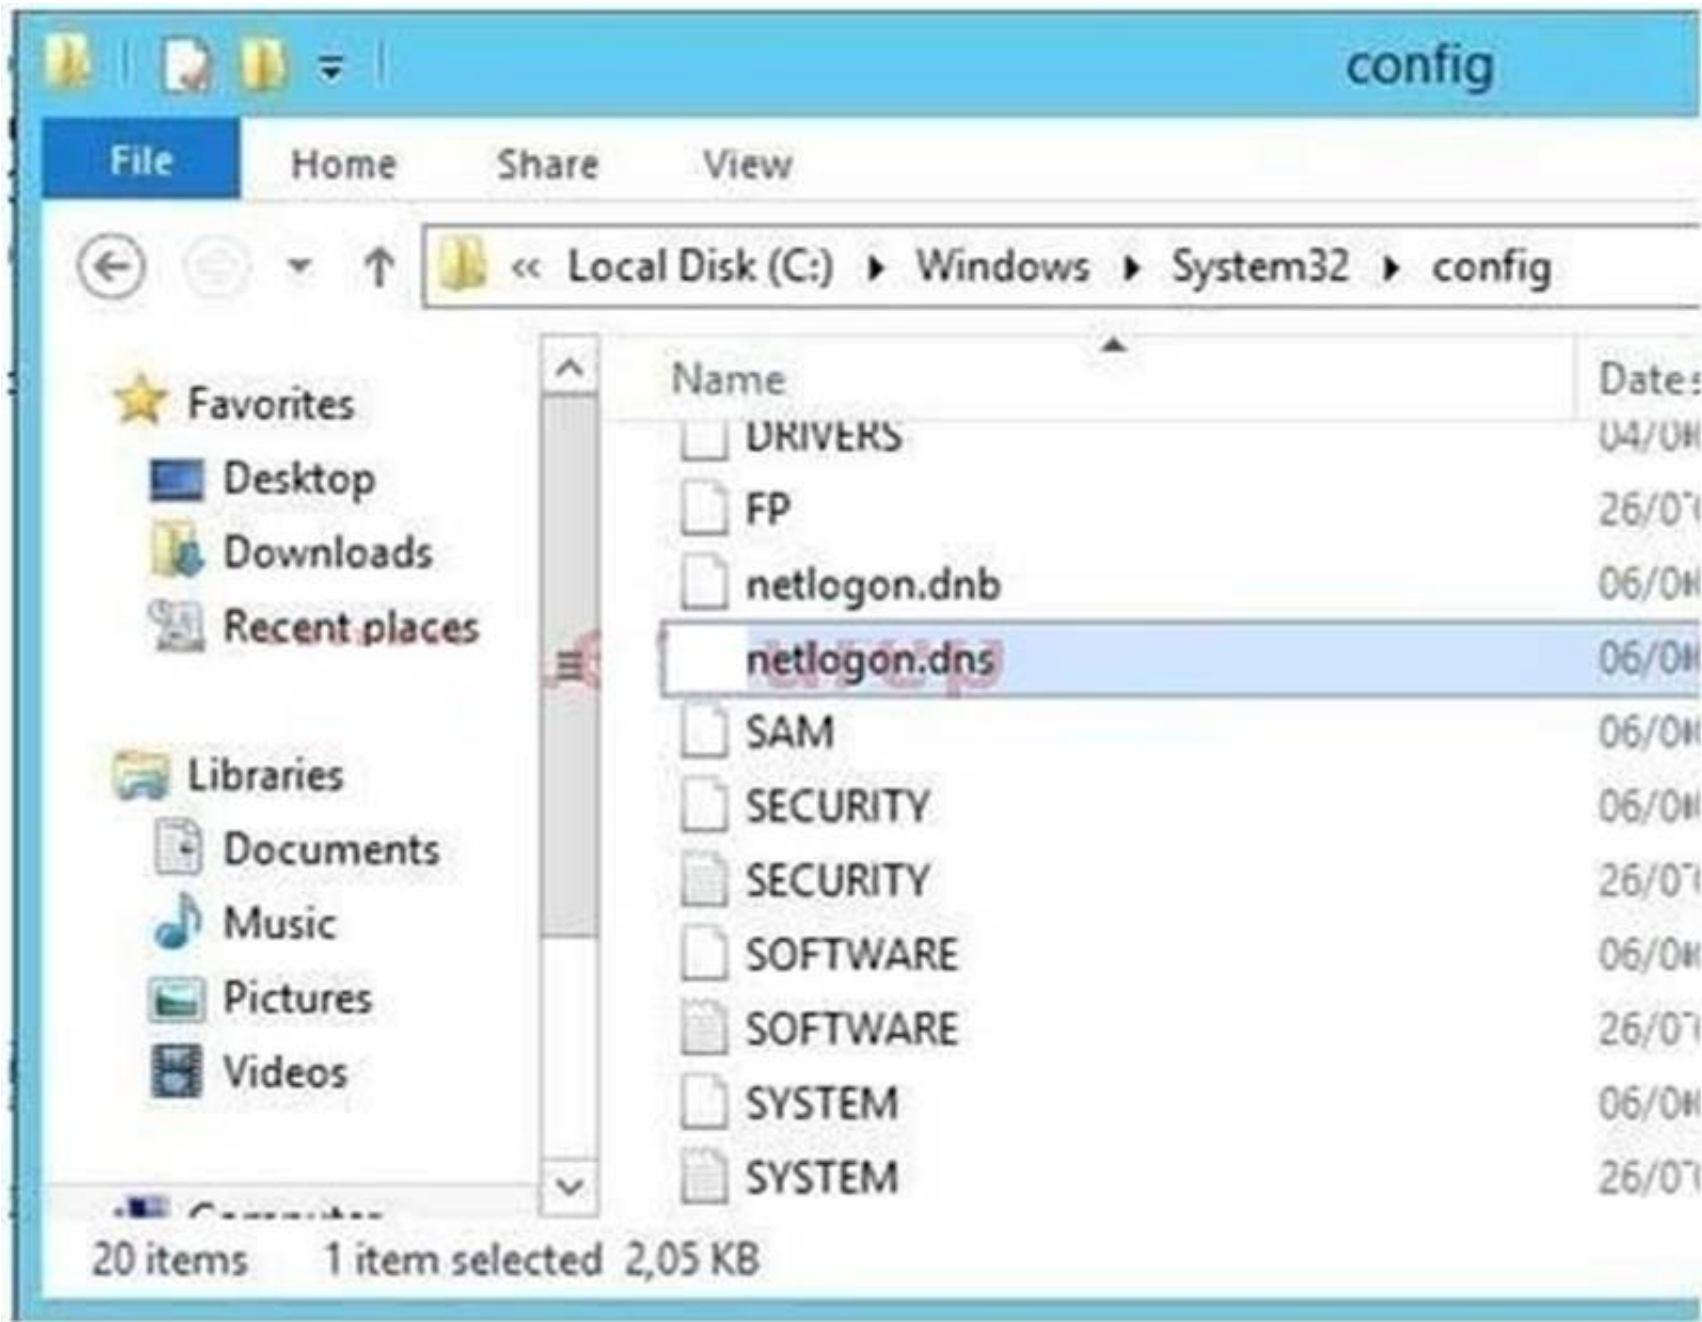 config
File Home Share View
« Local Disk (C:) Windows System32 config
Favorites
Desktop
Downloads
Recent places
Libraries
Documents
Music
Pictures
Videos
Name
DRIVERS
FP
netlogon.dnb
netlogon.dns
SAM
SECURITY
SECURITY
SOFTWARE
SOFTWARE
SYSTEM
SYSTEM
20 items 1 item selected 2,05 KB